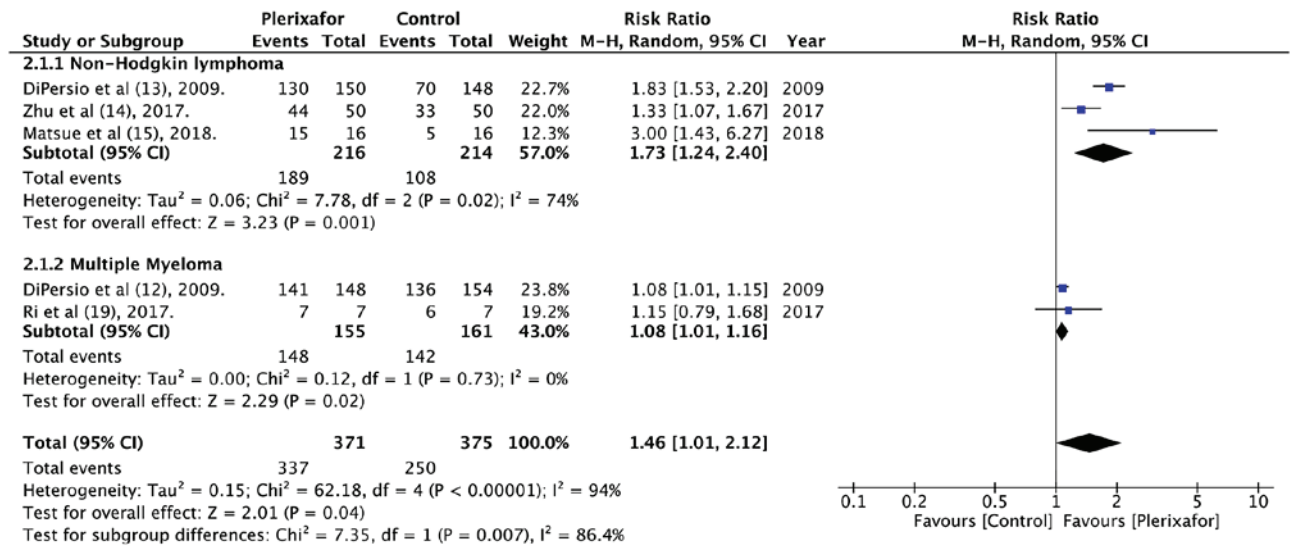 Plerixafor Control Risk Ratio Risk Ratio
Study or Subgroup Events Total Events Total Weight M-H, Random, 95% CI Year M-H, Random, 95% CI
2.1.1 Non-Hodgkin lymphoma
DiPersio et al (13), 2009. 130 150 70 148 22.7% 1.83 [1.53, 2.20] 2009
Zhu et al (14), 2017. 44 50 33 50 22.0% 1.33 [1.07, 1.67] 2017
Matsue et al (15), 2018. 15 16 5 16 12.3% 3.00 [1.43, 6.27] 2018
Subtotal (95% CI) 216 214 57.0% 1.73 [1.24, 2.40]
Total events 189 108
Heterogeneity: Tau² = 0.06; Chi² = 7.78, df = 2 (P = 0.02); I² = 74%
Test for overall effect: Z = 3.23 (P = 0.001)
2.1.2 Multiple Myeloma
DiPersio et al (12), 2009. 141 148 136 154 23.8% 1.08 [1.01, 1.15] 2009
Ri et al (19), 2017. 7 7 6 7 19.2% 1.15 [0.79, 1.68] 2017
Subtotal (95% CI) 155 161 43.0% 1.08 [1.01, 1.16]
Total events 148 142
Heterogeneity: Tau² = 0.00; Chi² = 0.12, df = 1 (P = 0.73); I² = 0%
Test for overall effect: Z = 2.29 (P = 0.02)
Total (95% CI) 371 375 100.0% 1.46 [1.01, 2.12]
Total events 337 250
Heterogeneity: Tau² = 0.15; Chi² = 62.18, df = 4 (P < 0.00001); I² = 94%
Test for overall effect: Z = 2.01 (P = 0.04)
Test for subgroup differences: Chi² = 7.35, df = 1 (P = 0.007), I² = 86.4%
0.1 0.2 0.5 1 2 5 10
Favours [Control] Favours [Plerixafor]